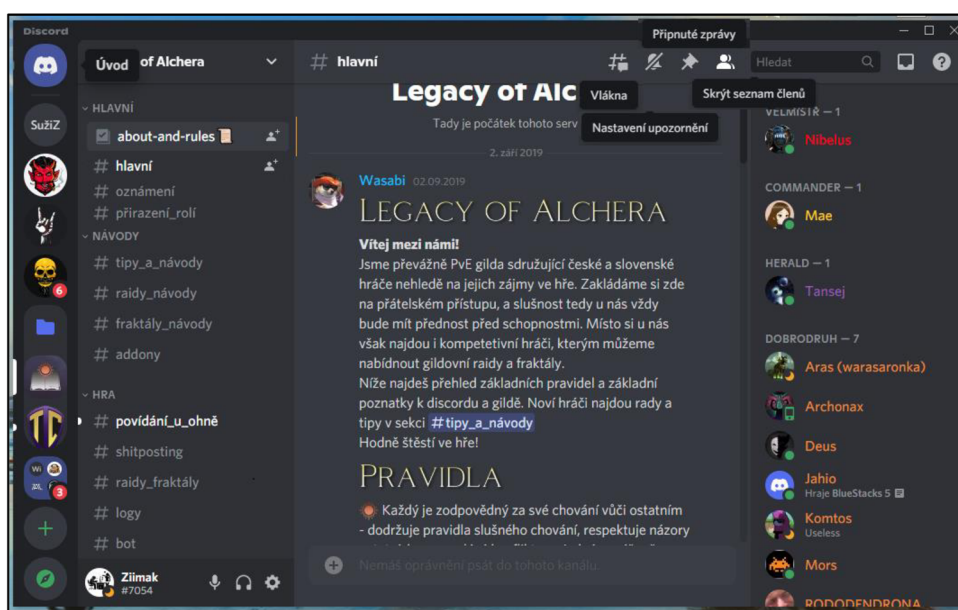 Discord
Úvod
of Alchera
SužiZ
6
Wi
3
HLAVNÍ
about-and-rules
# hlavní
# oznámení
# přirazení_rolí
NÁVODY
# tipy_a_návody
# raidy_návody
# fraktály_návody
# addony
HRA
# povídání_u_ohně
# shitposting
# raidy_fraktály
# logy
# bot
Ziimak
#7054
# hlavní
Připnuté zprávy
Hledat
Vlákna
Skrýt seznam členů
Nastavení upozornění
Legacy of Alc
Tady je počátek tohoto serv
2. září 2019
Wasabi 02.09.2019
LEGACY OF ALCHERA
Vítej mezi námi!
Jsme převážně PvE gilda sdružující české a slovenské
hráče nehledě na jejich zájmy ve hře. Zakládáme si zde
na přátelském přístupu, a slušnost tedy u nás vždy
bude mít přednost před schopnostmi. Místo si u nás
však najdou i kompetetivní hráči, kterým můžeme
nabídnout gildovní raidy a fraktály.
Níže najdeš přehled základních pravidel a základní
poznatky k discordu a gildě. Noví hráči najdou rady a
tipy v sekci #tipy_a_návody
Hodně štěstí ve hře!
PRAVIDLA
Každý je zodpovědný za své chování vůči ostatním
- dodržuje pravidla slušného chování, respektuje názory
Nemáš oprávnění psát do tohoto kanálu.
VELMISTR – 1
Nibelus
COMMANDER – 1
Mae
HERALD – 1
Tansej
DOBRODRUH – 7
Aras (warasaronka)
Archonax
Deus
Jahio
Hraje BlueStacks 5
Komtos
Useless
Mors
RODODENDRONA